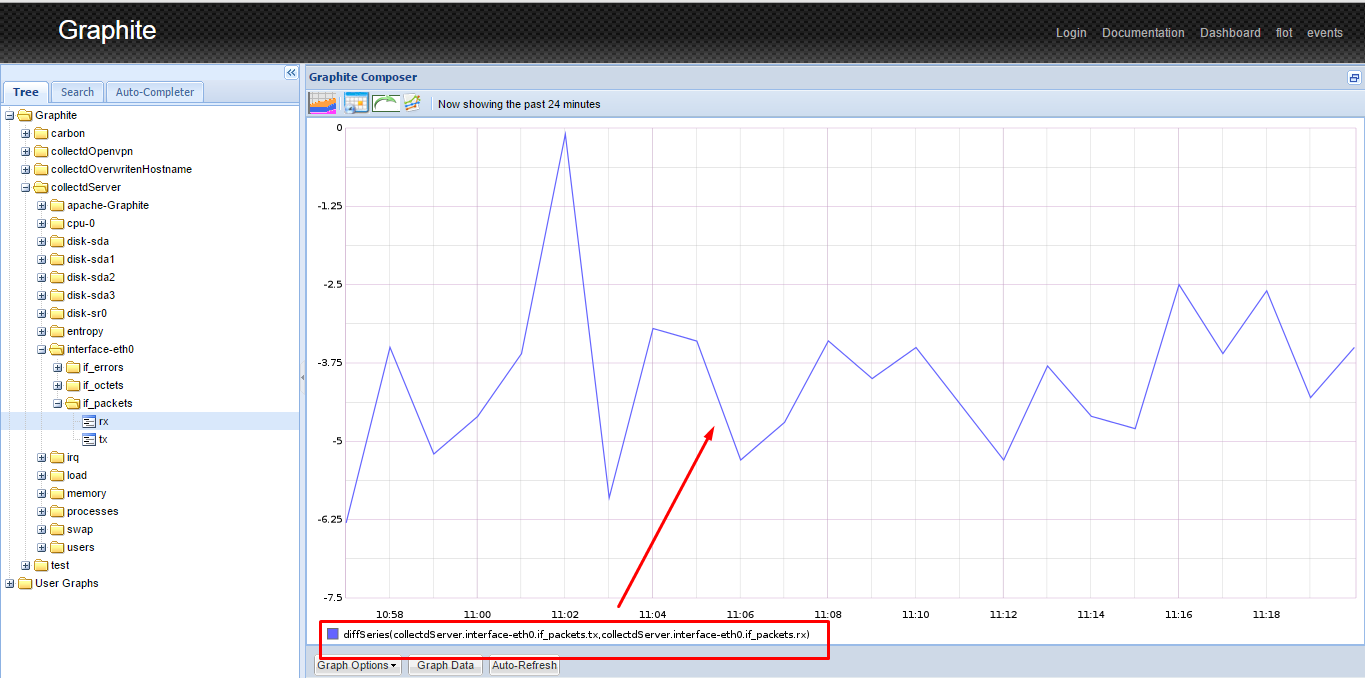 Graphite
Login Documentation Dashboard flot events
Tree Search Auto-Completer
Graphite
carbon
collectdOpenvpn
collectdOverwritenHostname
collectdServer
apache-Graphite
cpu-0
disk-sda
disk-sda1
disk-sda2
disk-sda3
disk-sr0
entropy
interface-eth0
if_errors
if_octets
if_packets
rx
tx
irq
load
memory
processes
swap
users
test
User Graphs
Graphite Composer
Now showing the past 24 minutes
0
-1.25
-2.5
-3.75
-5
-6.25
-7.5
10:58 11:00 11:02 11:04 11:06 11:08 11:10 11:12 11:14 11:16 11:18
diffSeries(collectdServer.interface-eth0.if_packets.tx,collectdServer.interface-eth0.if_packets.rx)
Graph Options Graph Data Auto-Refresh